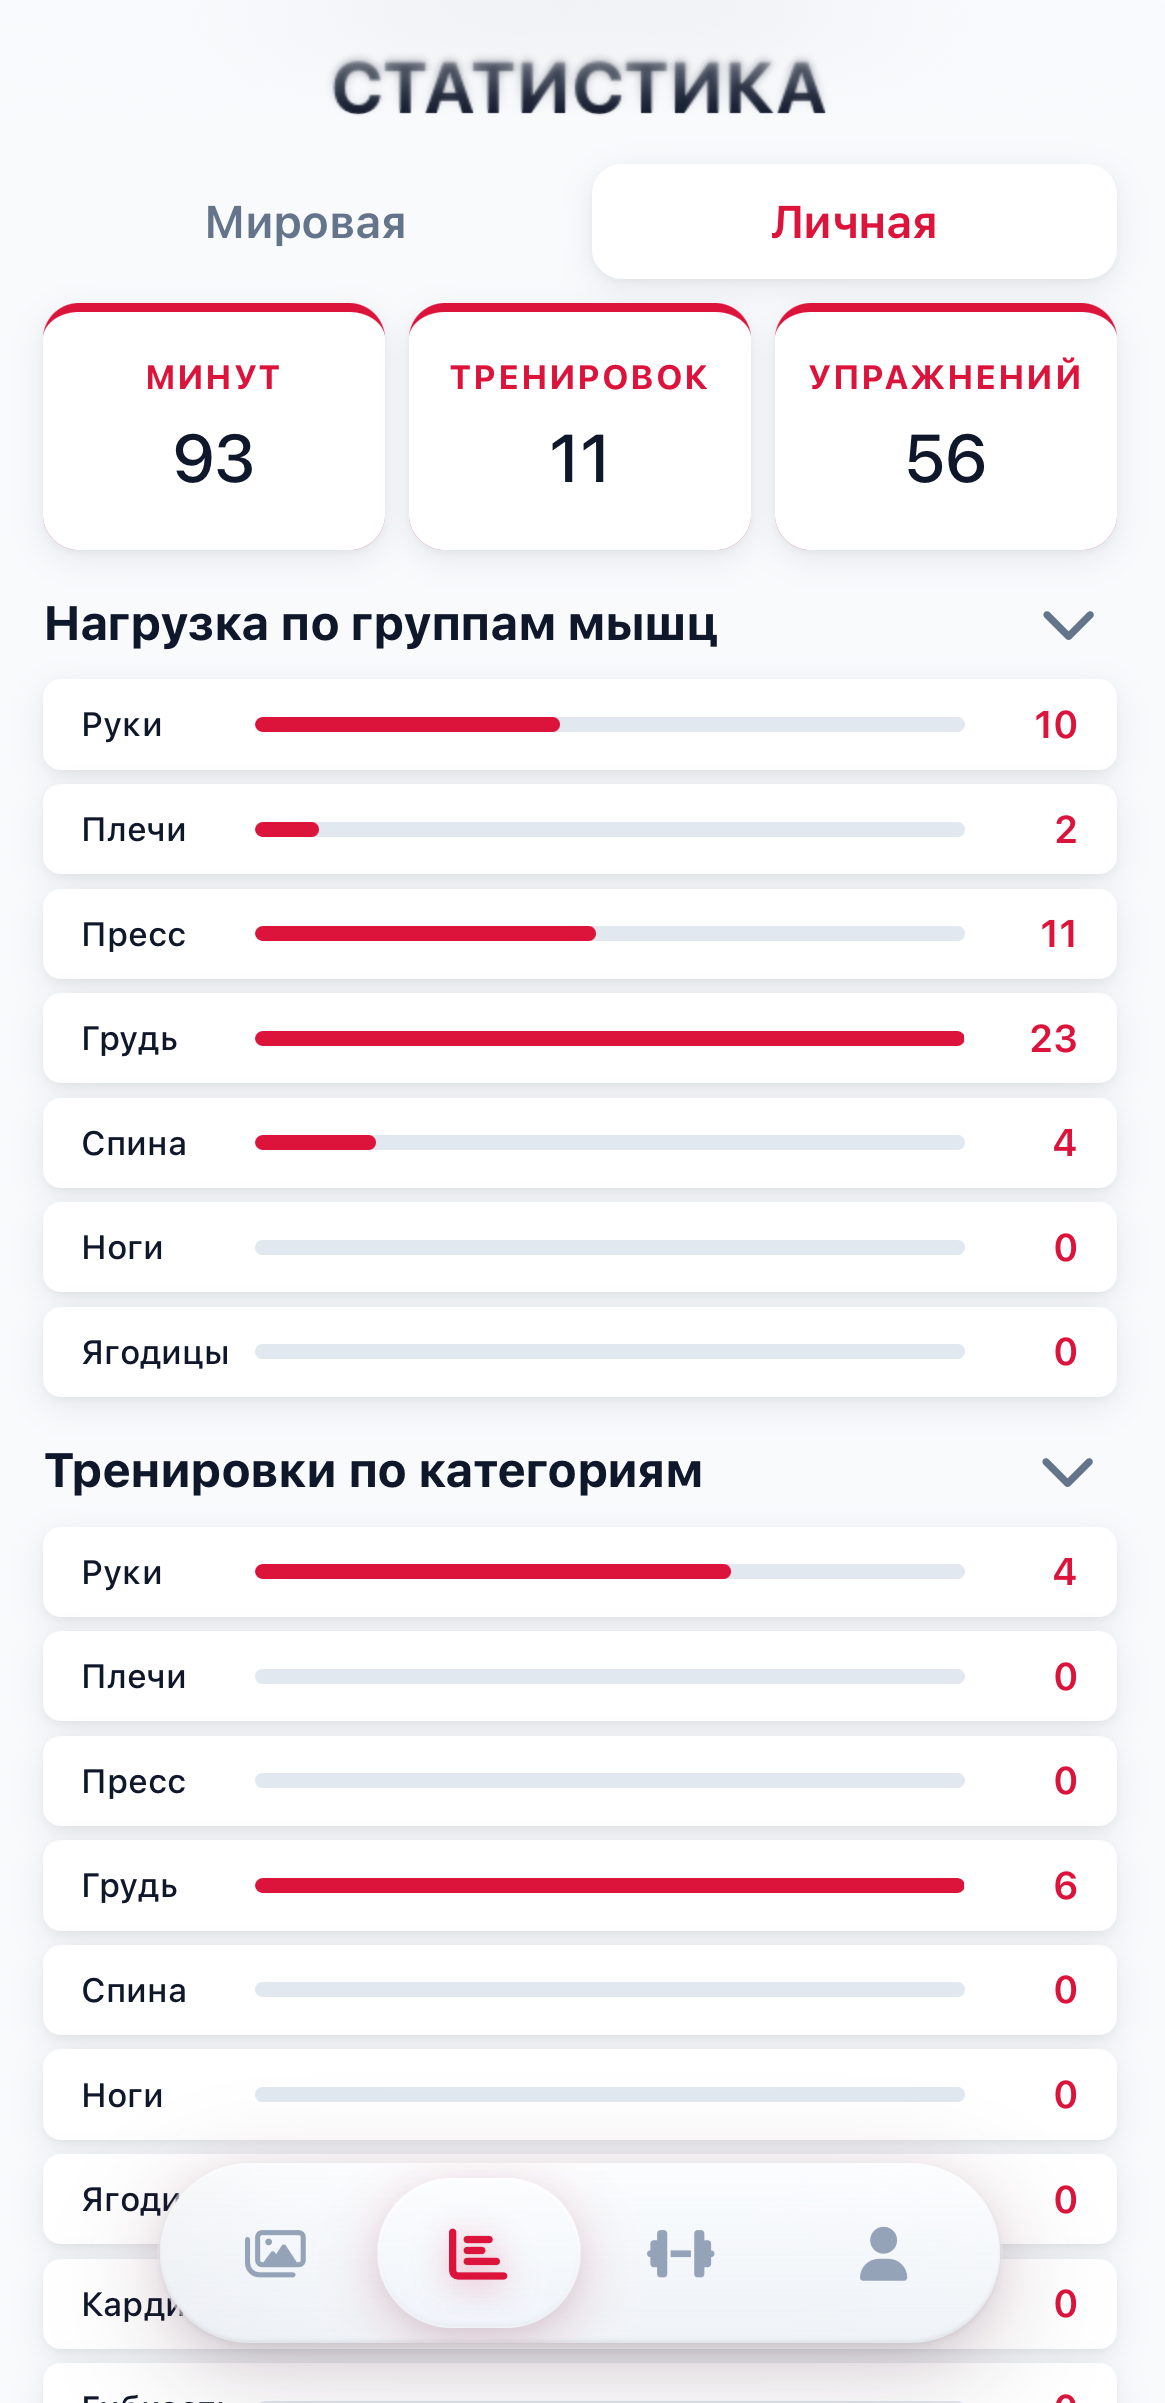 СТАТИСТИКА
Мировая
Личная
МИНУТ
93
ТРЕНИРОВОК
11
УПРАЖНЕНИЙ
56
Нагрузка по группам мышц
Руки 10
Плечи 2
Пресс 11
Грудь 23
Спина 4
Ноги 0
Ягодицы 0
Тренировки по категориям
Руки 4
Плечи 0
Пресс 0
Грудь 6
Спина 0
Ноги 0
Ягоди 0
Карди 0